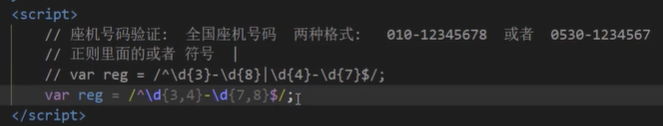 <script>
// 座机号码验证: 全国座机号码 两种格式: 010-12345678 或者 0530-1234567
// 正则里面的或者 符号 |
// var reg = /^\d{3}-\d{8}|\d{4}-\d{7}$/;
var reg = /^\d{3,4}-\d{7,8}$/;
</script>